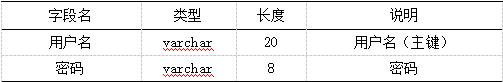 字段名 类型 长度 说明
用户名 varchar 20 用户名（主键）
密码 varchar 8 密码